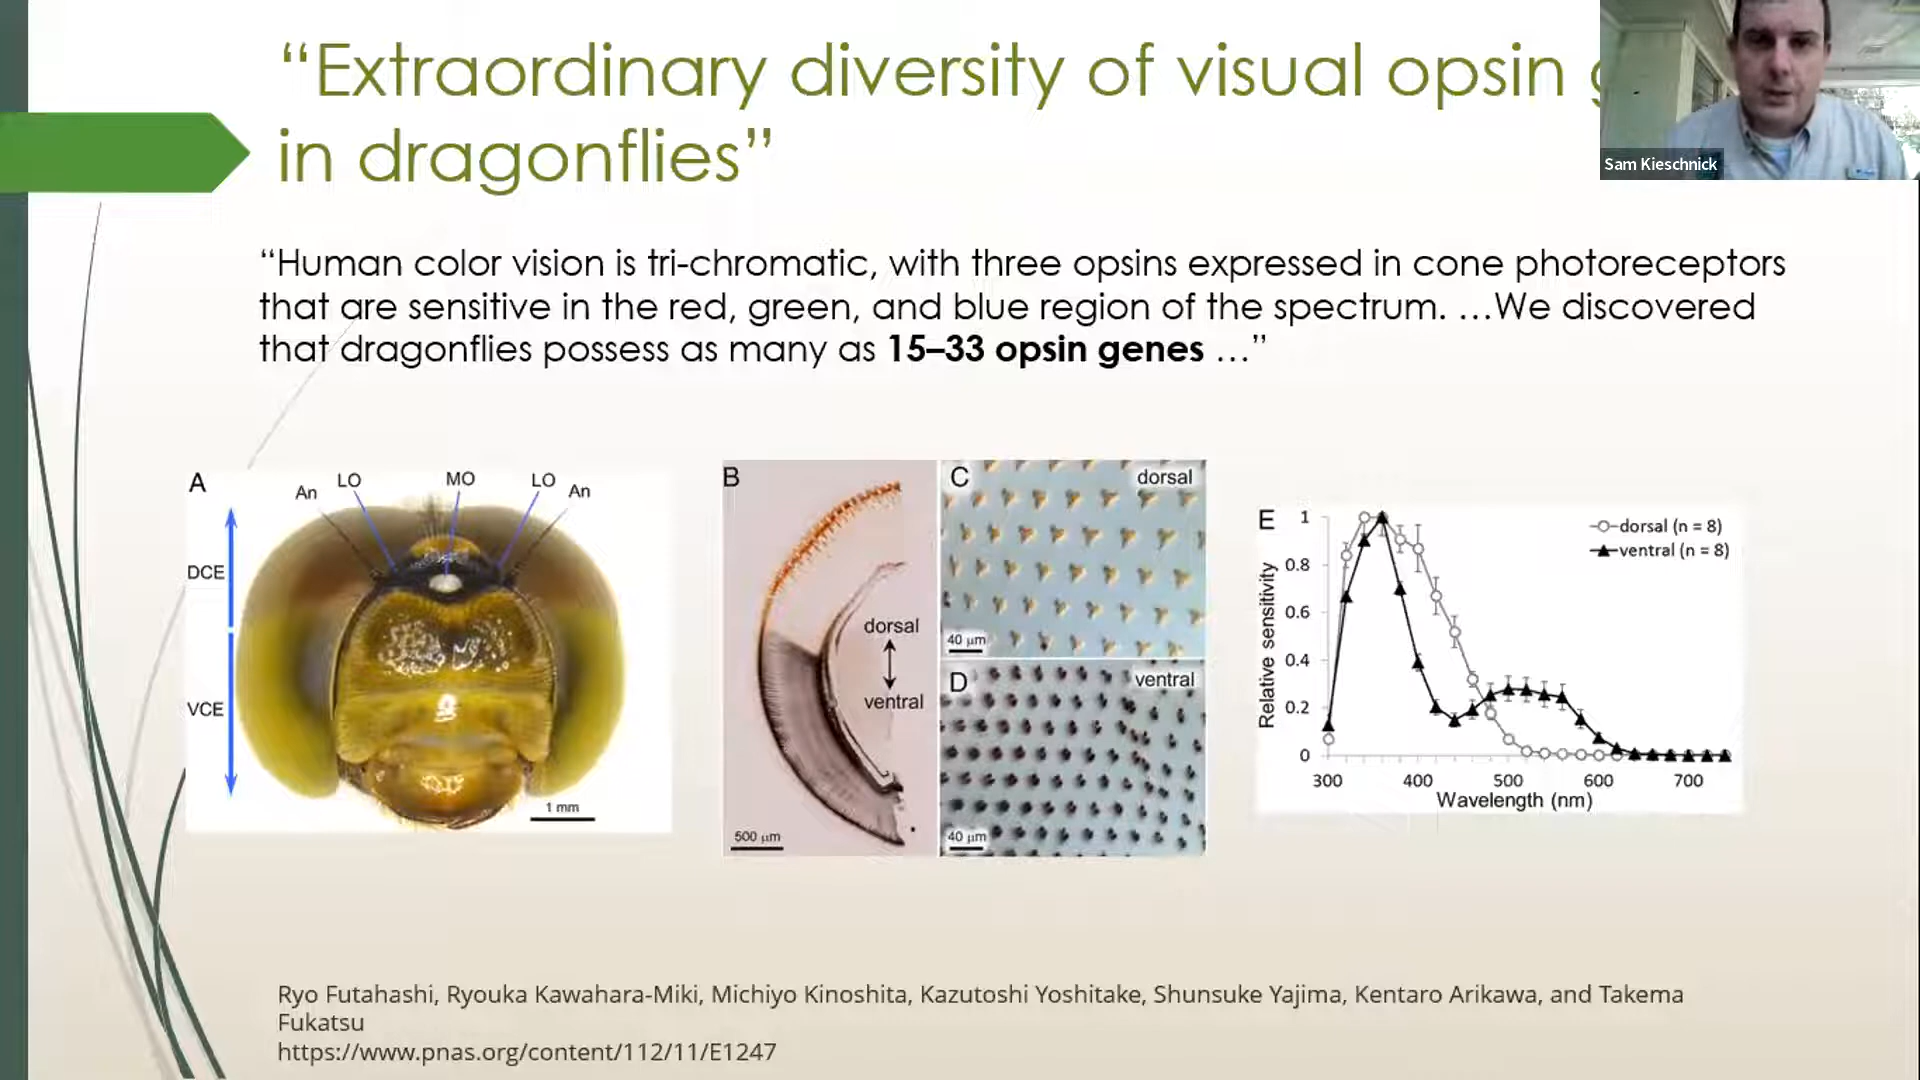 “Extraordinary diversity of visual opsin
in dragonflies”
Sam Kieschnick
“Human color vision is tri-chromatic, with three opsins expressed in cone photoreceptors
that are sensitive in the red, green, and blue region of the spectrum. …We discovered
that dragonflies possess as many as 15–33 opsin genes …”
A
An
LO
MO
LO
An
DCE
VCE
1 mm
B
dorsal
ventral
500 µm
C
dorsal
40 µm
D
ventral
40 µm
E
dorsal (n = 8)
ventral (n = 8)
Relative sensitivity
1
0.8
0.6
0.4
0.2
0
300 400 500 600 700
Wavelength (nm)
Ryo Futahashi, Ryouka Kawahara-Miki, Michiyo Kinoshita, Kazutoshi Yoshitake, Shunsuke Yajima, Kentaro Arikawa, and Takema
Fukatsu
https://www.pnas.org/content/112/11/E1247